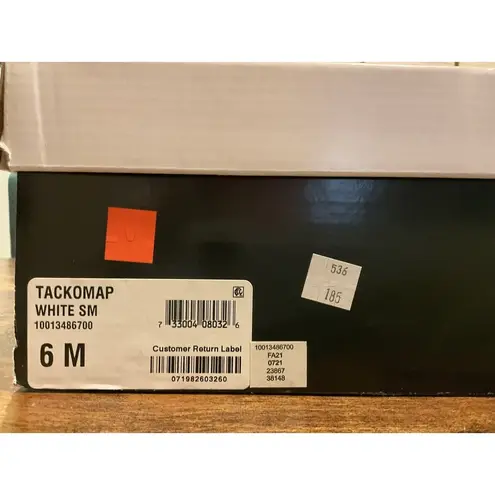 536
185
TACKOMAP
WHITE SM
10013486700
6 M
7 33004 08032 6
Customer Return Label
071982603260
10013486700
FA21
0721
23867
38148